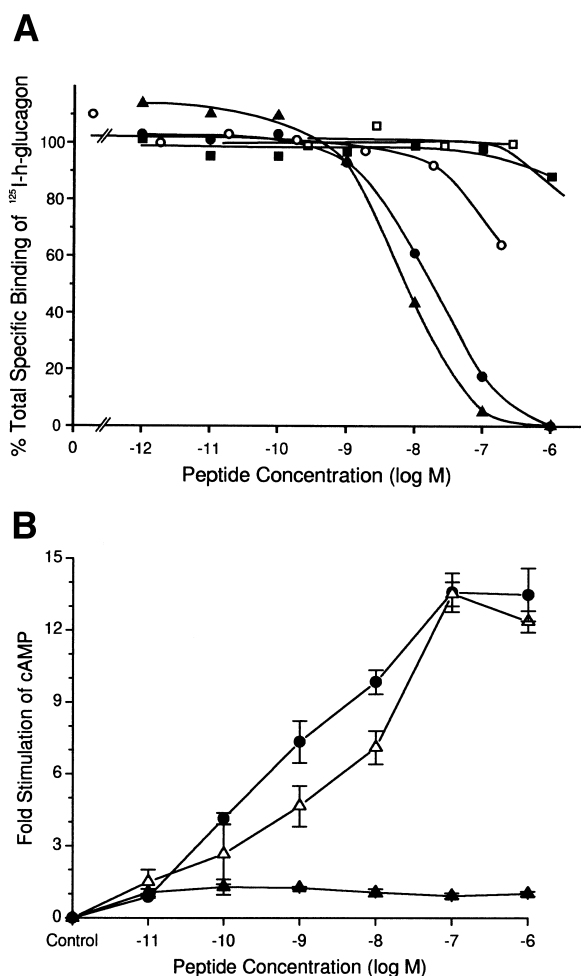 A
% Total Specific Binding of ¹²⁵I-h-glucagon
100
80
60
40
20
0
0 -12 -11 -10 -9 -8 -7 -6
Peptide Concentration (log M)
B
Fold Stimulation of cAMP
15
12
9
6
3
0
Control -11 -10 -9 -8 -7 -6
Peptide Concentration (log M)